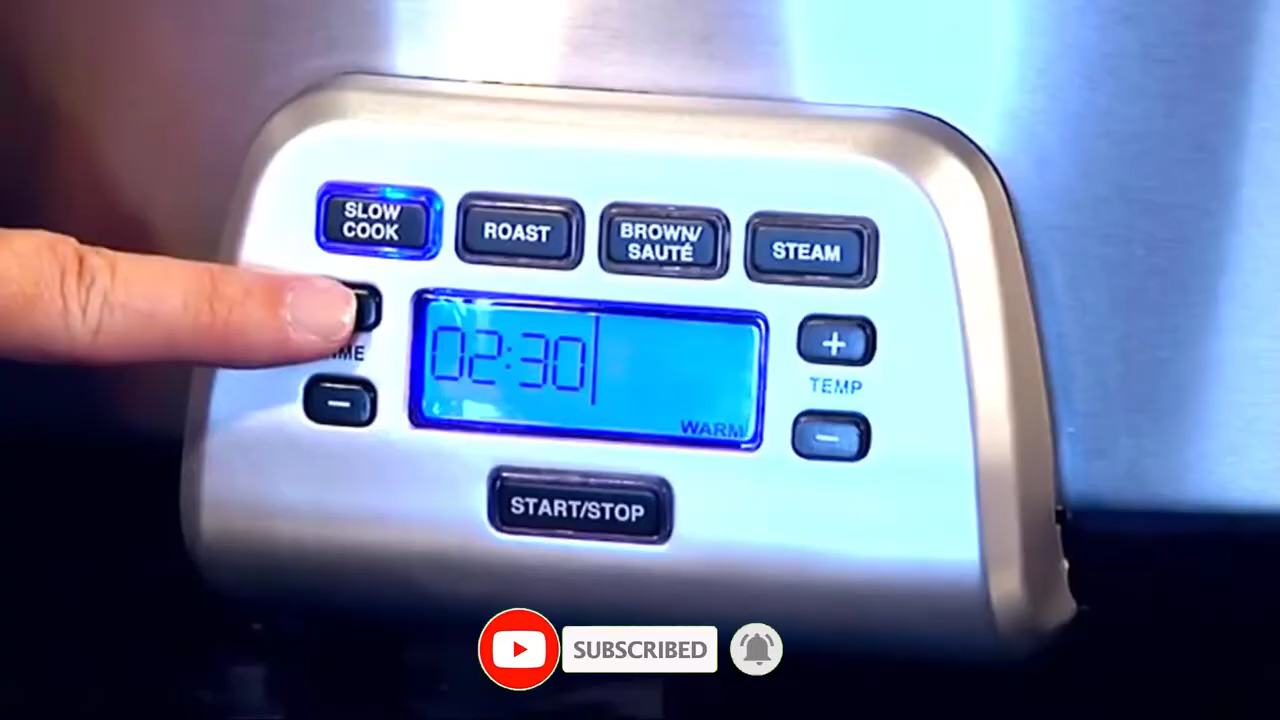 SLOW
COOK
ROAST
BROWN/
SAUTÉ
STEAM
+
02:30
TEMP
–
WARM
–
START/STOP
SUBSCRIBED